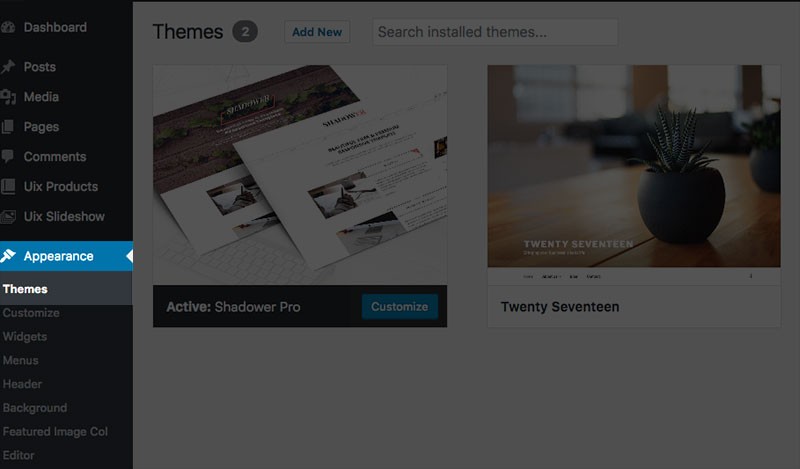 Dashboard
Posts
Media
Pages
Comments
Uix Products
Uix Slideshow
Appearance
Themes
Customize
Widgets
Menus
Header
Background
Featured Image Col
Editor
Themes 2 Add New Search installed themes...
SHADOWER
SHADOWER
TWENTY SEVENTEEN
Active: Shadower Pro Customize
Twenty Seventeen